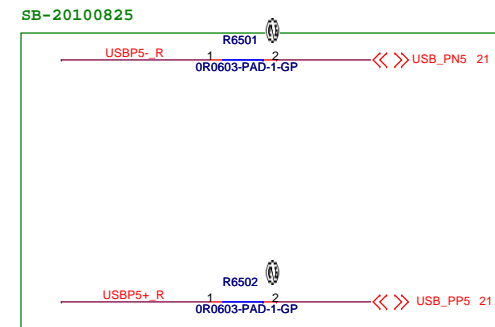 SB-20100825
R6501
USBP5-_R 1 2 USB_PN5 21
0R0603-PAD-1-GP
R6502
USBP5+_R 1 2 USB_PP5 21
0R0603-PAD-1-GP